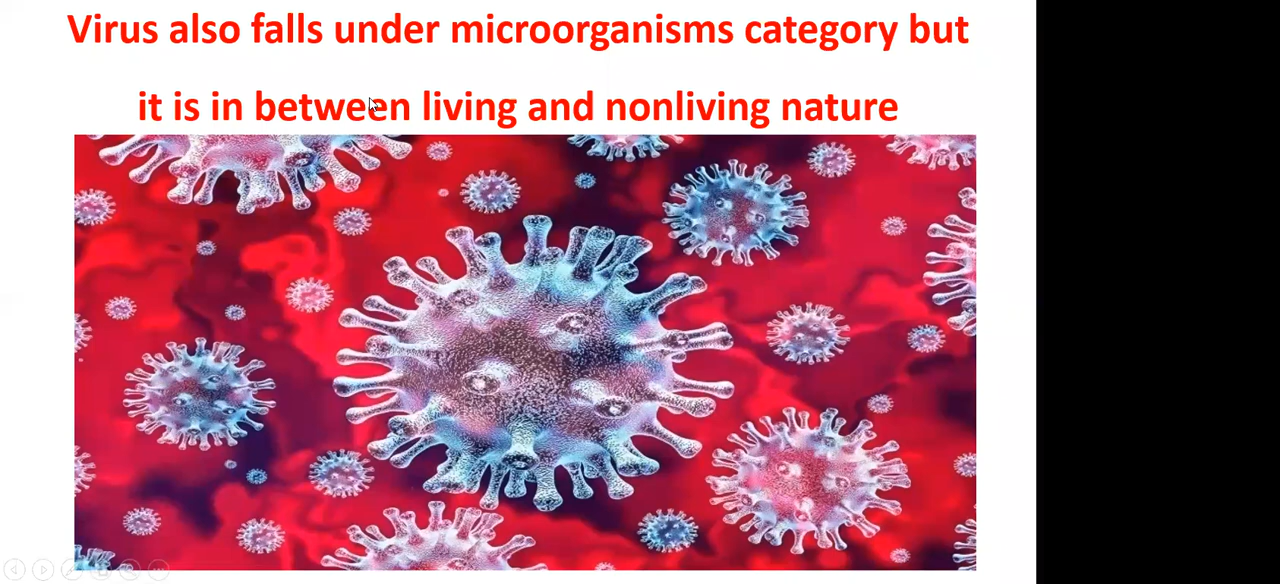 Virus also falls under microorganisms category but
it is in between living and nonliving nature